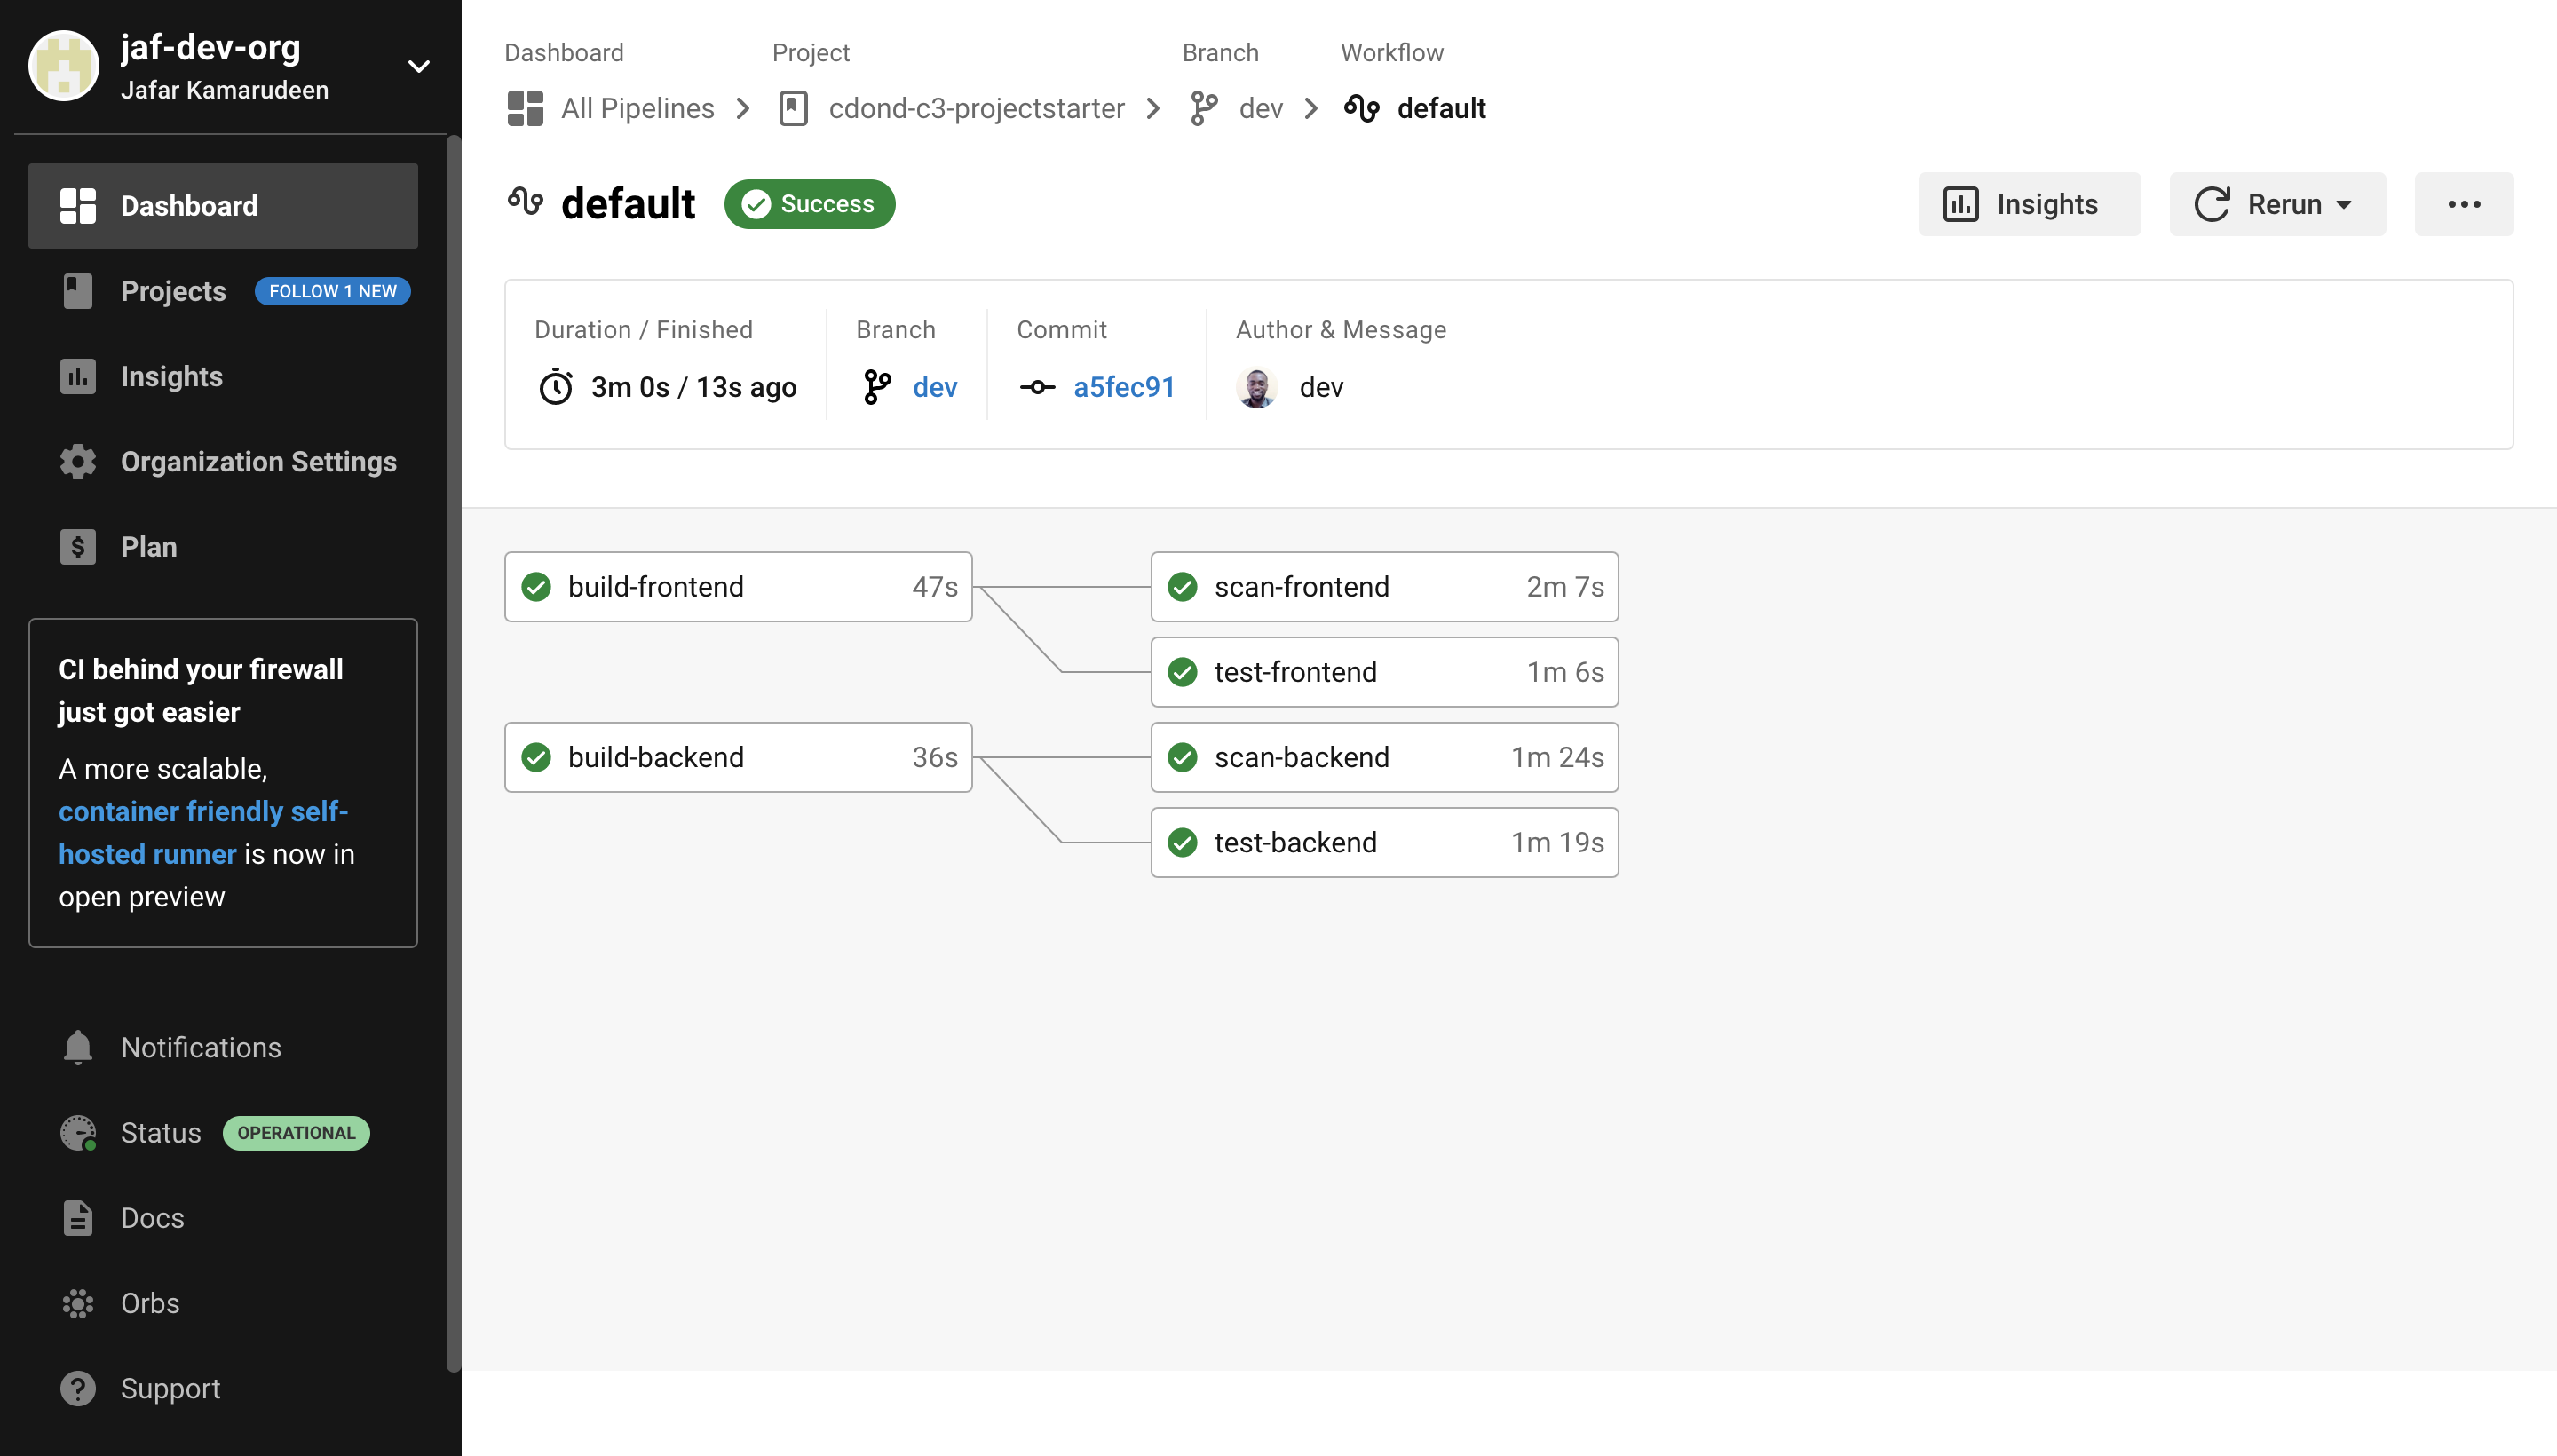 jaf-dev-org
Jafar Kamarudeen
Dashboard
Projects FOLLOW 1 NEW
Insights
Organization Settings
Plan
CI behind your firewall
just got easier
A more scalable,
container friendly self-
hosted runner is now in
open preview
Notifications
Status OPERATIONAL
Docs
Orbs
Support
Dashboard Project Branch Workflow
All Pipelines cdond-c3-projectstarter dev default
default Success
Insights Rerun
Duration / Finished Branch Commit Author & Message
3m 0s / 13s ago dev a5fec91 dev
build-frontend 47s scan-frontend 2m 7s
test-frontend 1m 6s
build-backend 36s scan-backend 1m 24s
test-backend 1m 19s